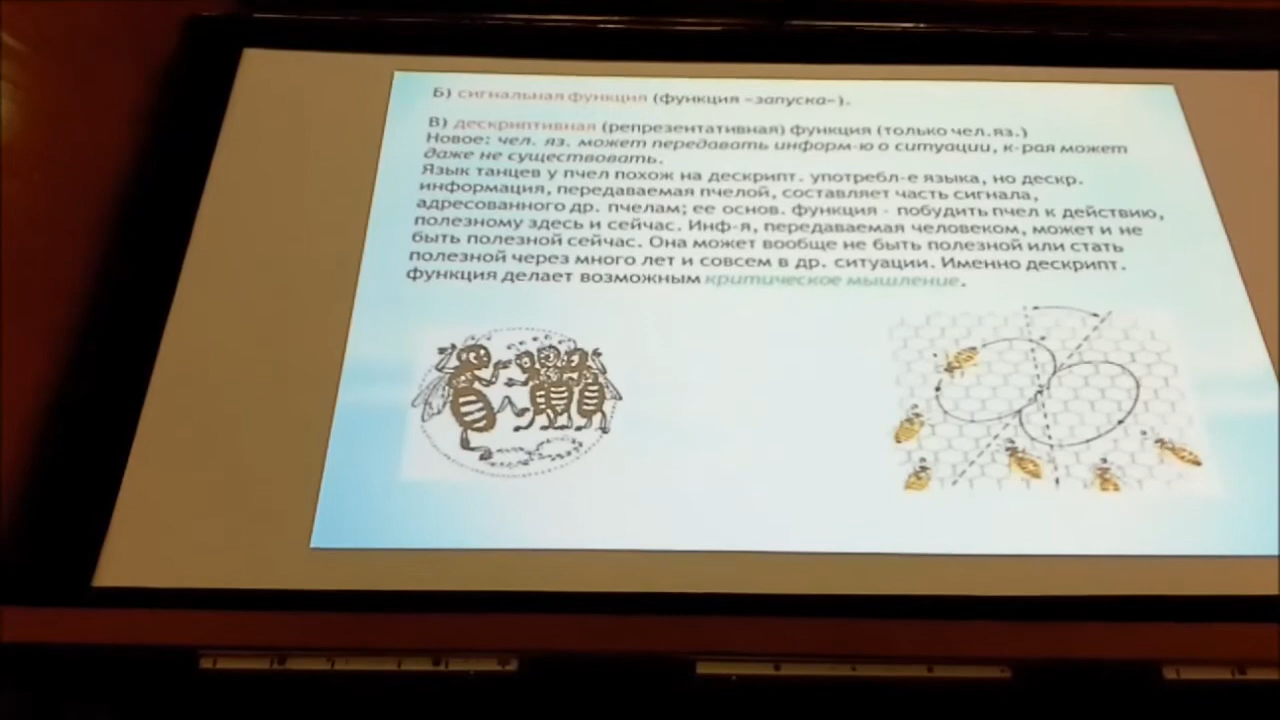 Б) сигнальная функция (функция «запуска»).
В) дескриптивная (репрезентативная) функция (только чел.яз.)
Новое: чел. яз. может передавать информ-ю о ситуации, к-рая может
даже не существовать.
Язык танцев у пчел похож на дескрипт. употребл-е языка, но дескр.
информация, передаваемая пчелой, составляет часть сигнала,
адресованного др. пчелам; ее основ. функция - побудить пчел к действию,
полезному здесь и сейчас. Инф-я, передаваемая человеком, может и не
быть полезной сейчас. Она может вообще не быть полезной или стать
полезной через много лет и совсем в др. ситуации. Именно дескрипт.
функция делает возможным критическое мышление.